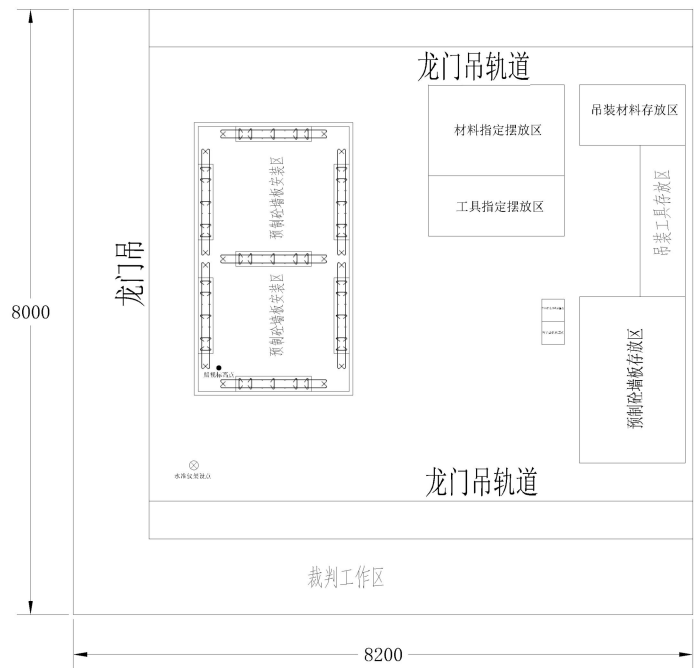 龙门吊轨道
材料指定摆放区
吊装材料存放区
工具指定摆放区
吊装工具存放区
预制砼墙板安装区
龙门吊
8000
预制砼墙板安装区
预制砼墙板存放区
水准仪架设点
龙门吊轨道
裁判工作区
8200